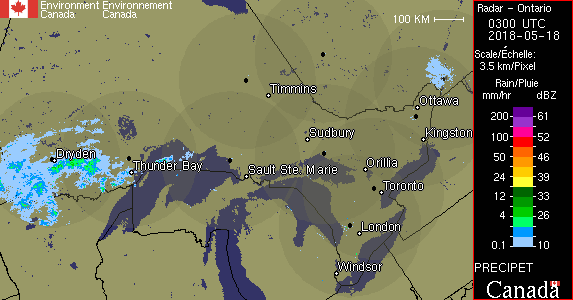 Environment Environnement
Canada Canada
100 KM
Timmins
Ottawa
Sudbury
Kingston
Dryden
Thunder Bay
Sault Ste. Marie
Orillia
Toronto
London
Windsor
Radar - Ontario
0300 UTC
2018-05-18
Scale/Échelle:
3.5 km/Pixel
Rain/Pluie
mm/hr dBZ
200 61
100 52
50 46
24 39
12 33
4 26
2 20
0.1 10
PRECIPET
Canada